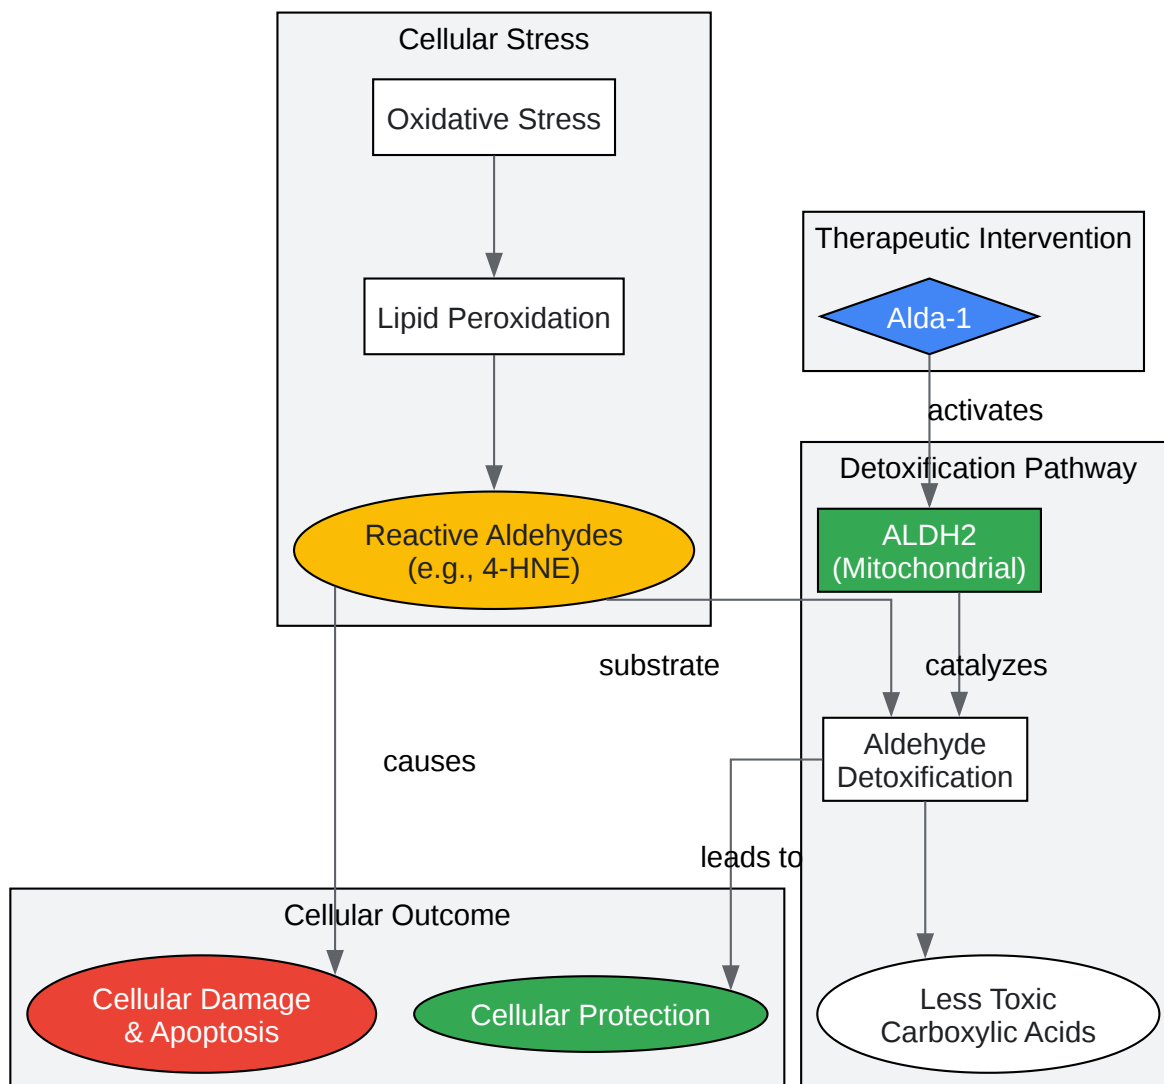 Cellular Stress
Oxidative Stress
Lipid Peroxidation
Reactive Aldehydes
(e.g., 4-HNE)
Therapeutic Intervention
Alda-1
activates
Detoxification Pathway
ALDH2
(Mitochondrial)
substrate
catalyzes
causes
Aldehyde
Detoxification
leads to
Cellular Outcome
Cellular Damage
& Apoptosis
Cellular Protection
Less Toxic
Carboxylic Acids